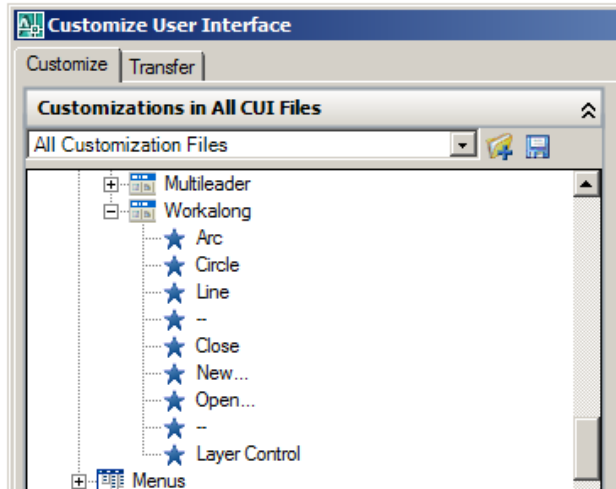 Customize User Interface
Customize Transfer
Customizations in All CUI Files
All Customization Files
Multileader
Workalong
Arc
Circle
Line
--
Close
New...
Open...
--
Layer Control
Menus